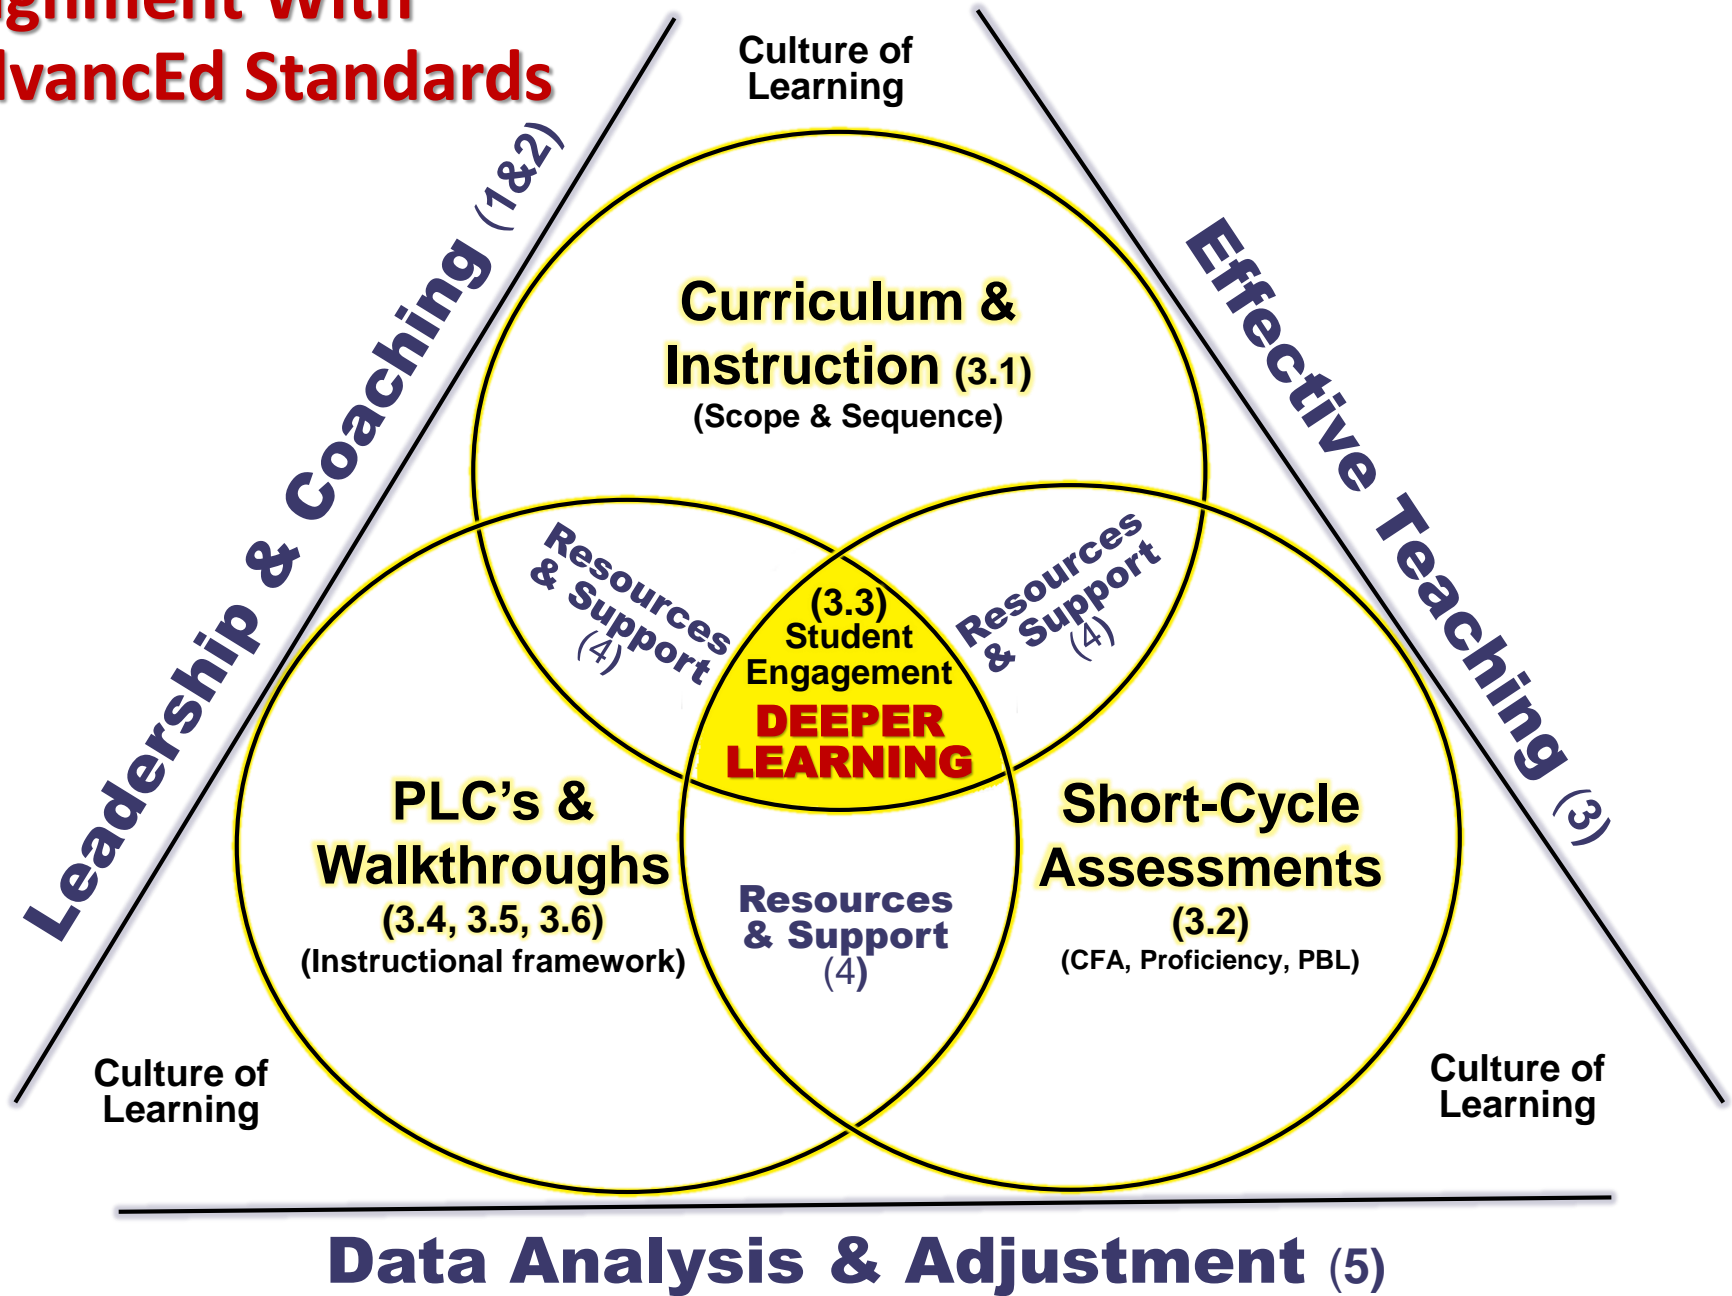 Standards
Culture of
Learning
Leadership & Coaching (1&2)
Effective Teaching (3)
Curriculum &
Instruction (3.1)
(Scope & Sequence)
Resources
& Support
(4)
Resources
& Support
(4)
(3.3)
Student
Engagement
DEEPER
LEARNING
PLC’s &
Walkthroughs
(3.4, 3.5, 3.6)
(Instructional framework)
Short-Cycle
Assessments
(3.2)
(CFA, Proficiency, PBL)
Resources
& Support
(4)
Culture of
Learning
Culture of
Learning
Data Analysis & Adjustment (5)